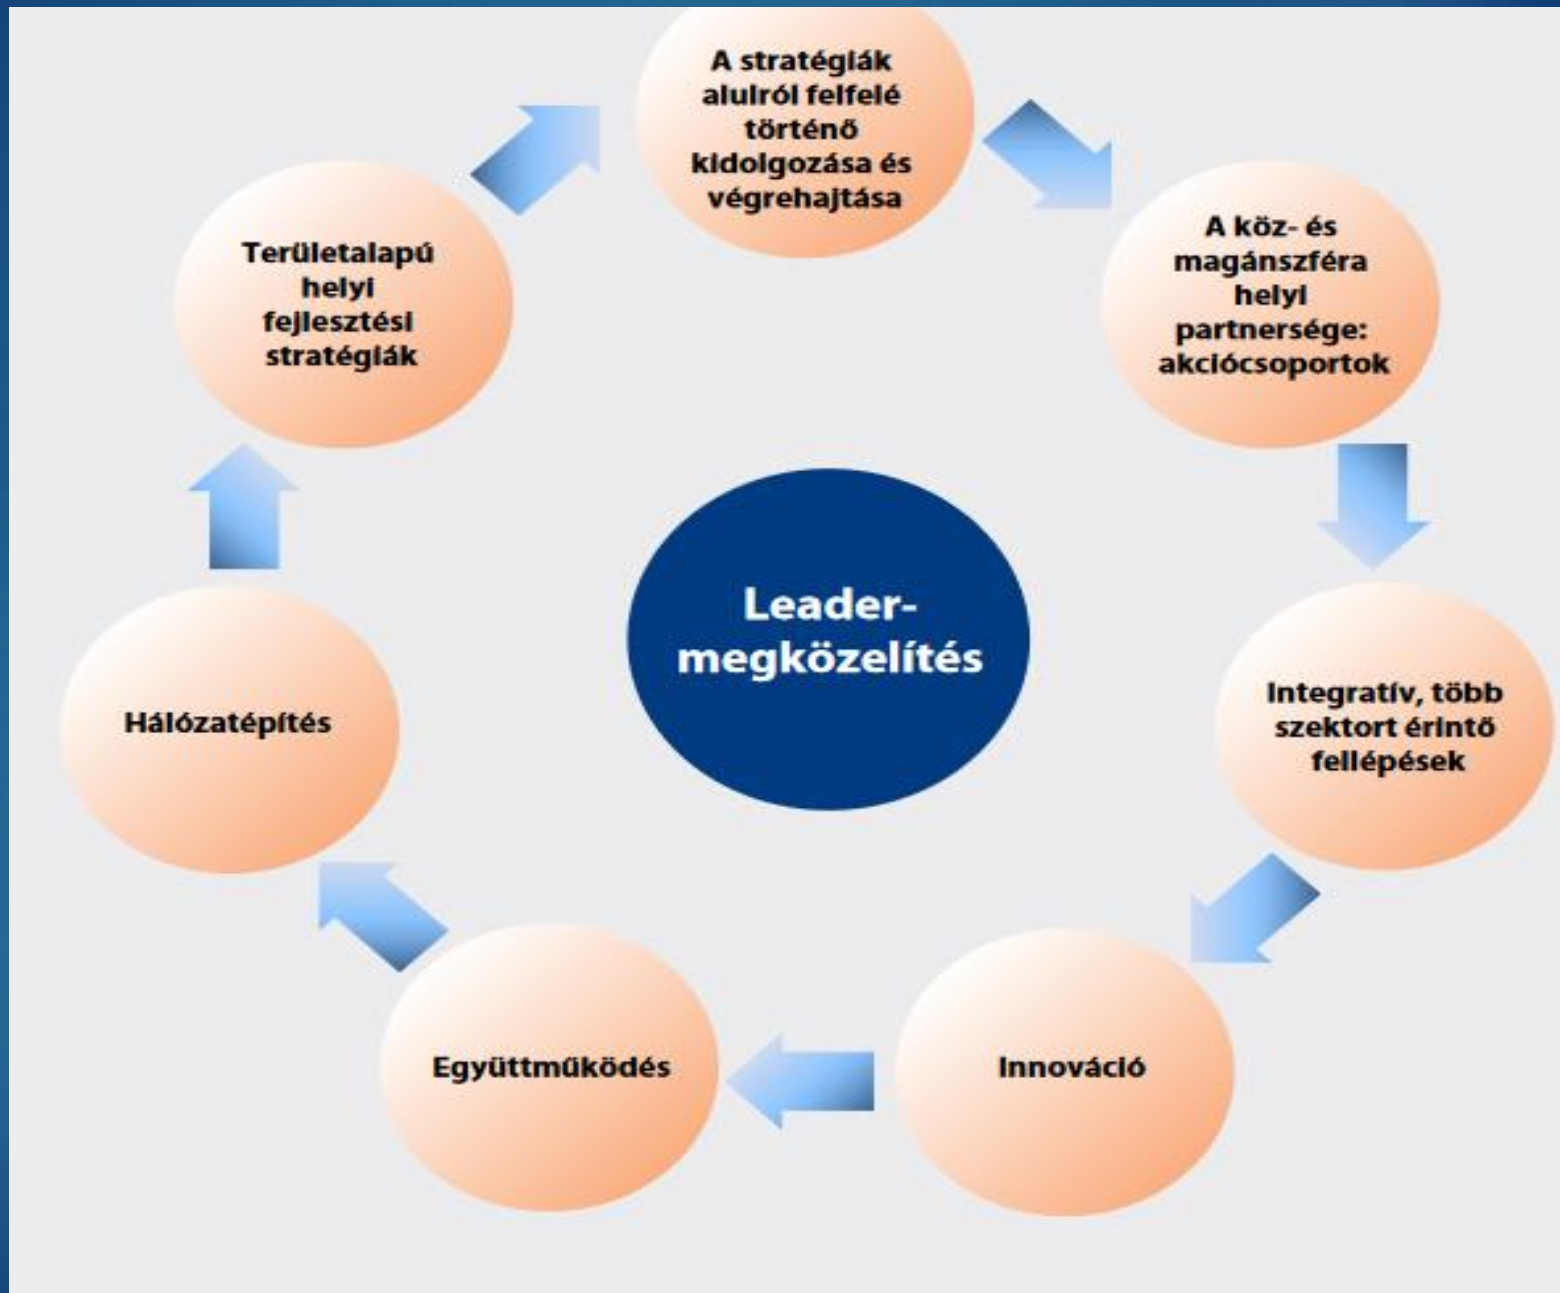 A stratégiák
alulról felfelé
történő
kidolgozása és
végrehajtása
A köz- és
magánszféra
helyi
partnersége:
akciócsoportok
Integratív, több
szektort érintő
fellépések
Innováció
Együttműködés
Hálózatépítés
Területalapú
helyi
fejlesztési
stratégiák
Leader-
megközelítés